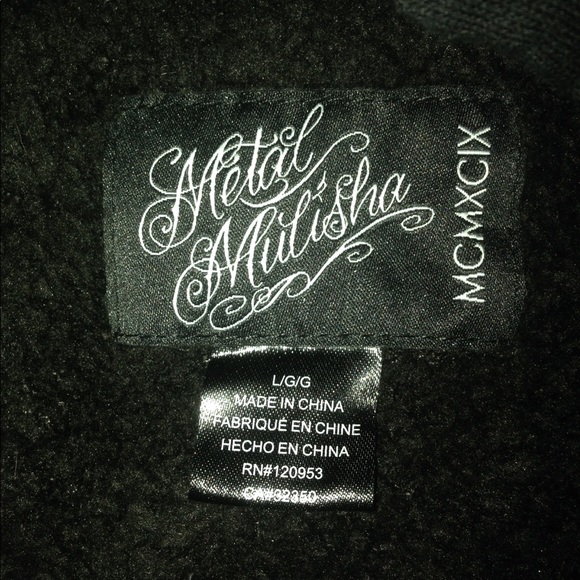 Metal
Mulisha
MCMXCIX
L/G/G
MADE IN CHINA
FABRIQUÉ EN CHINE
HECHO EN CHINA
RN#120953
CA#32350